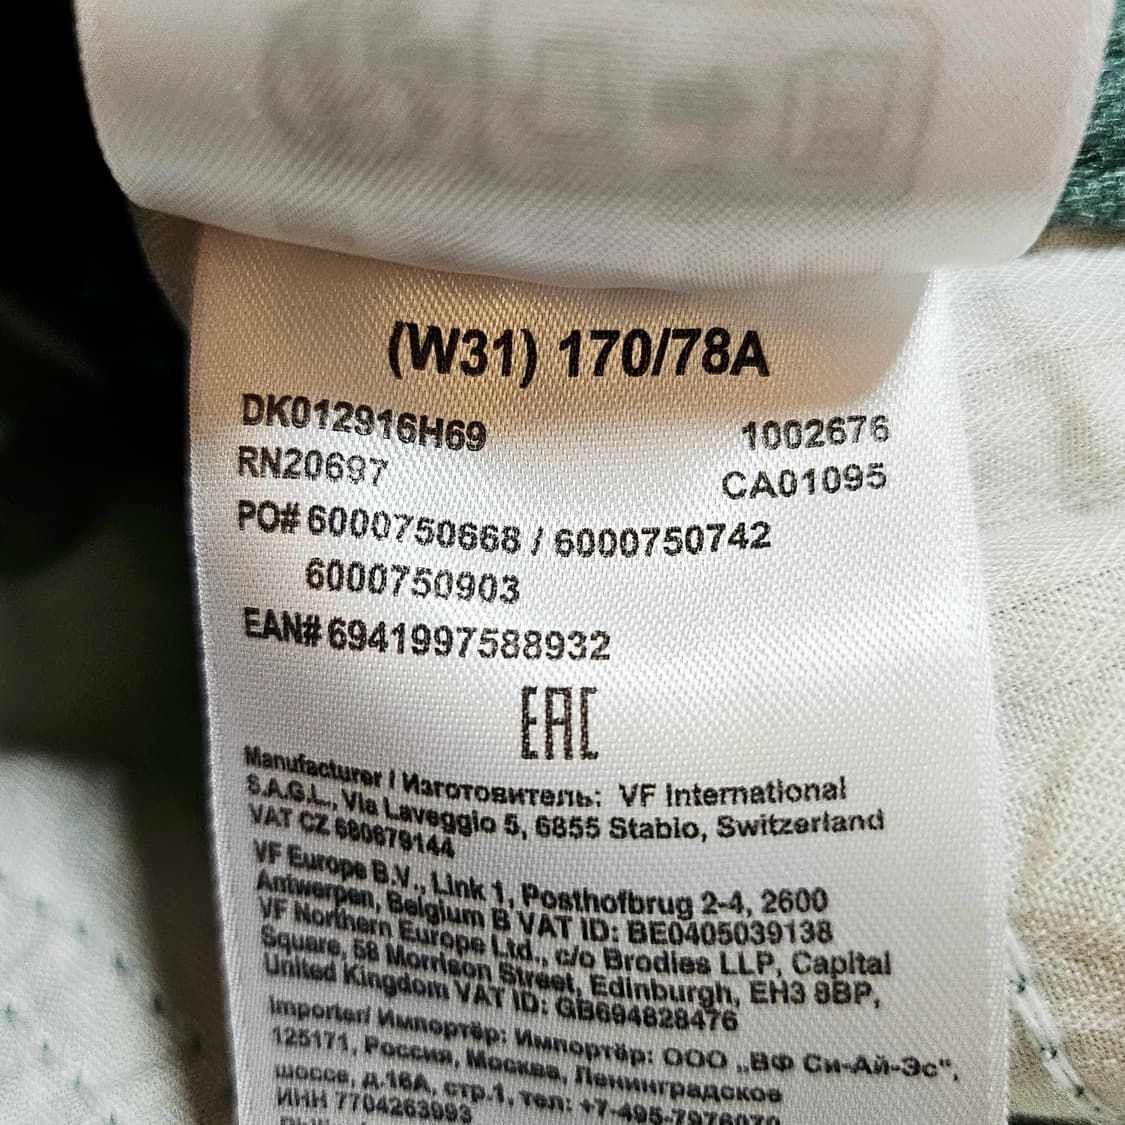 (W31) 170/78A
DK012916H69 1002676
RN20697 CA01095
PO# 6000750668 / 6000750742
6000750903
EAN# 6941997588932
EAC
Manufacturer / Изготовитель: VF International
S.A.G.L., Via Laveggio 5, 6855 Stabio, Switzerland
VAT CZ 680679144
VF Europe B.V., Link 1, Posthofbrug 2-4, 2600
Antwerpen, Belgium B VAT ID: BE0405039138
VF Northern Europe Ltd., c/o Brodies LLP, Capital
Square, 58 Morrison Street, Edinburgh, EH3 8BP,
United Kingdom VAT ID: GB694828476
Importer/ Импортёр: Импортёр: ООО „ВФ Си-Ай-Эс“,
125171, Россия, Москва, Ленинградское
шоссе, д.16А, стр.1, тел: +7-495-7976070
ИНН 7704263993